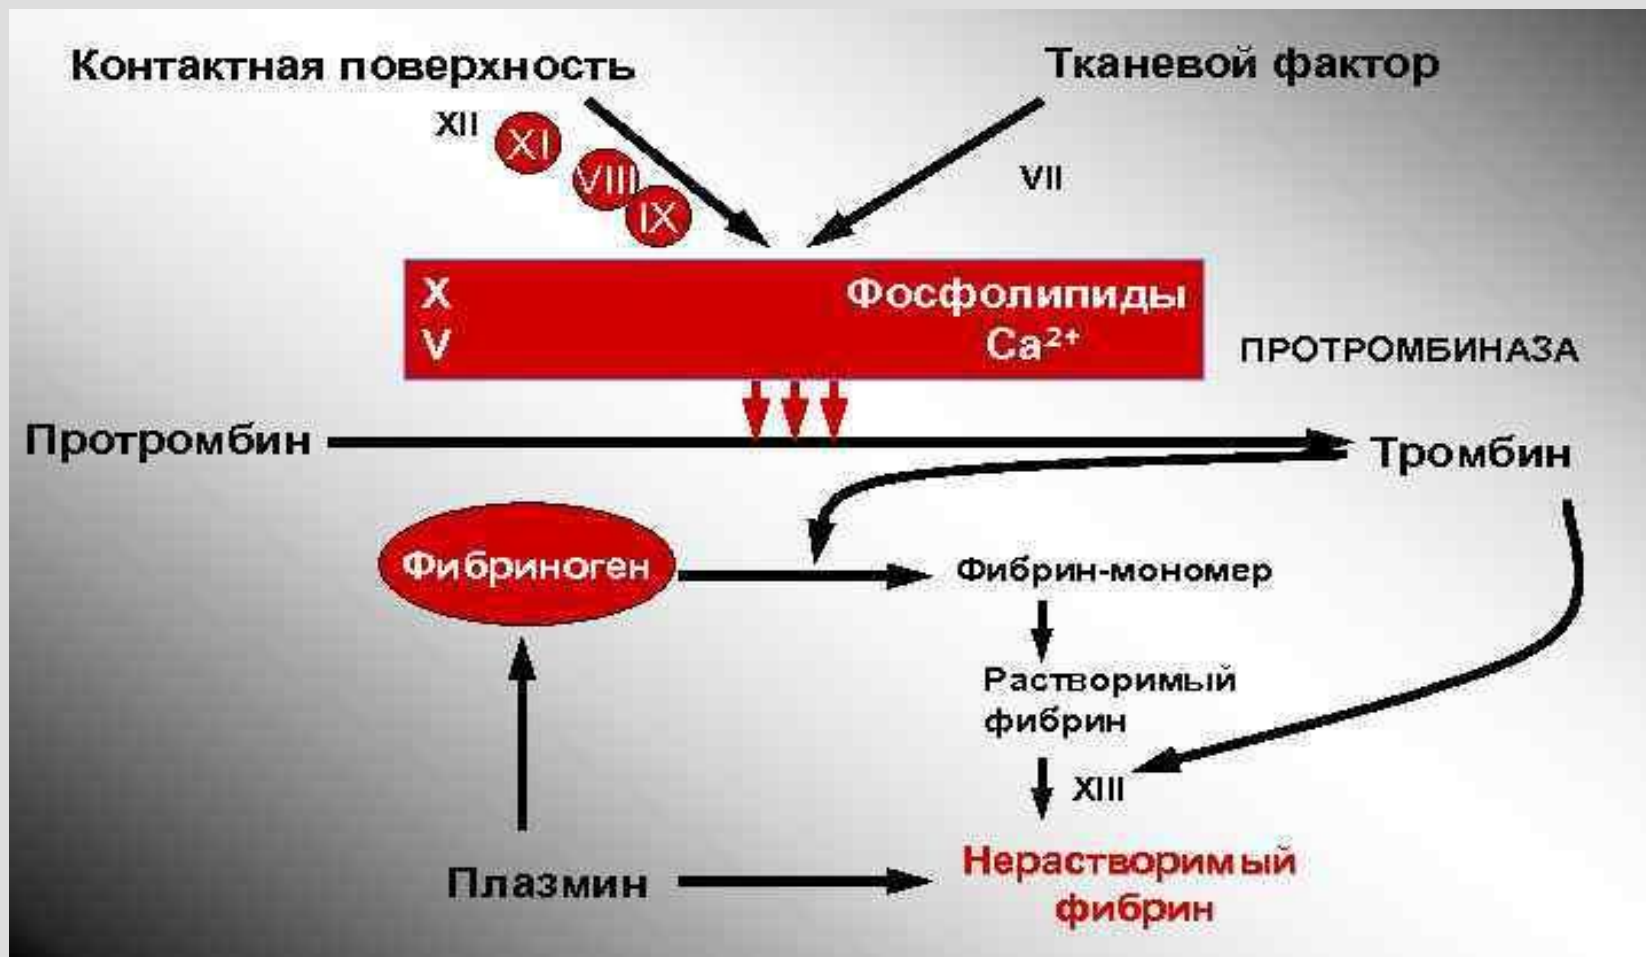 Контактная поверхность
Тканевой фактор
XII
XI
VIII
IX
VII
X
Фосфолипиды
V
Ca²⁺
ПРОТРОМБИНАЗА
Протромбин
Тромбин
Фибриноген
Фибрин-мономер
Растворимый
фибрин
XIII
Плазмин
Нерастворимый
фибрин